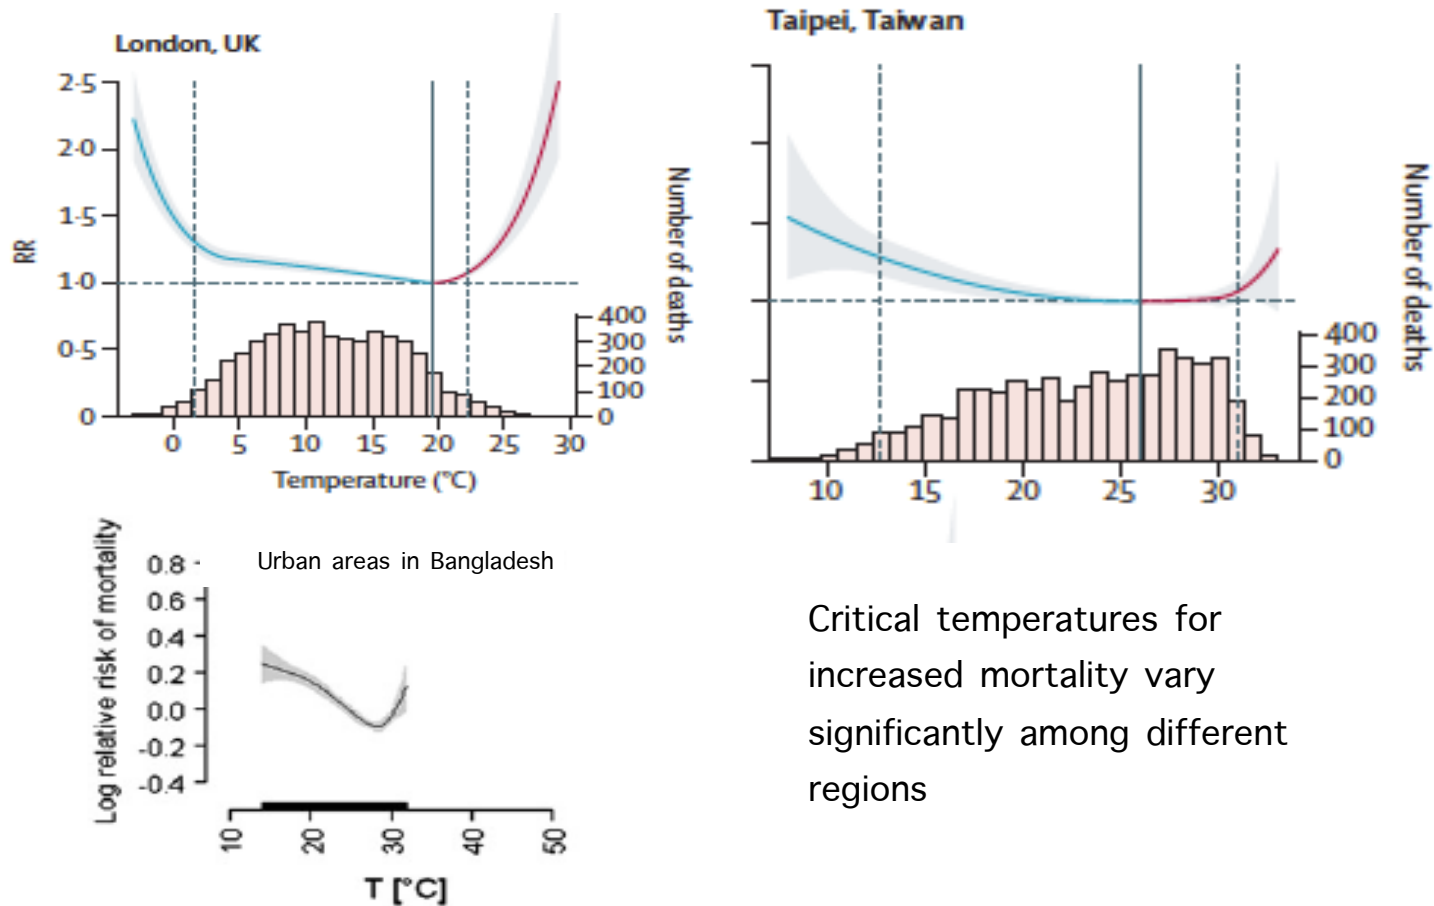 London, UK
2·5
2·0
1·5
1·0
0·5
0
RR
400
300
200
100
0
Number of deaths
0 5 10 15 20 25 30
Temperature (°C)
Taipei, Taiwan
400
300
200
100
0
Number of deaths
10 15 20 25 30
Urban areas in Bangladesh
Log relative risk of mortality
0.8
0.6
0.4
0.2
0.0
-0.2
-0.4
10 20 30 40 50
T [°C]
Critical temperatures for
increased mortality vary
significantly among different
regions